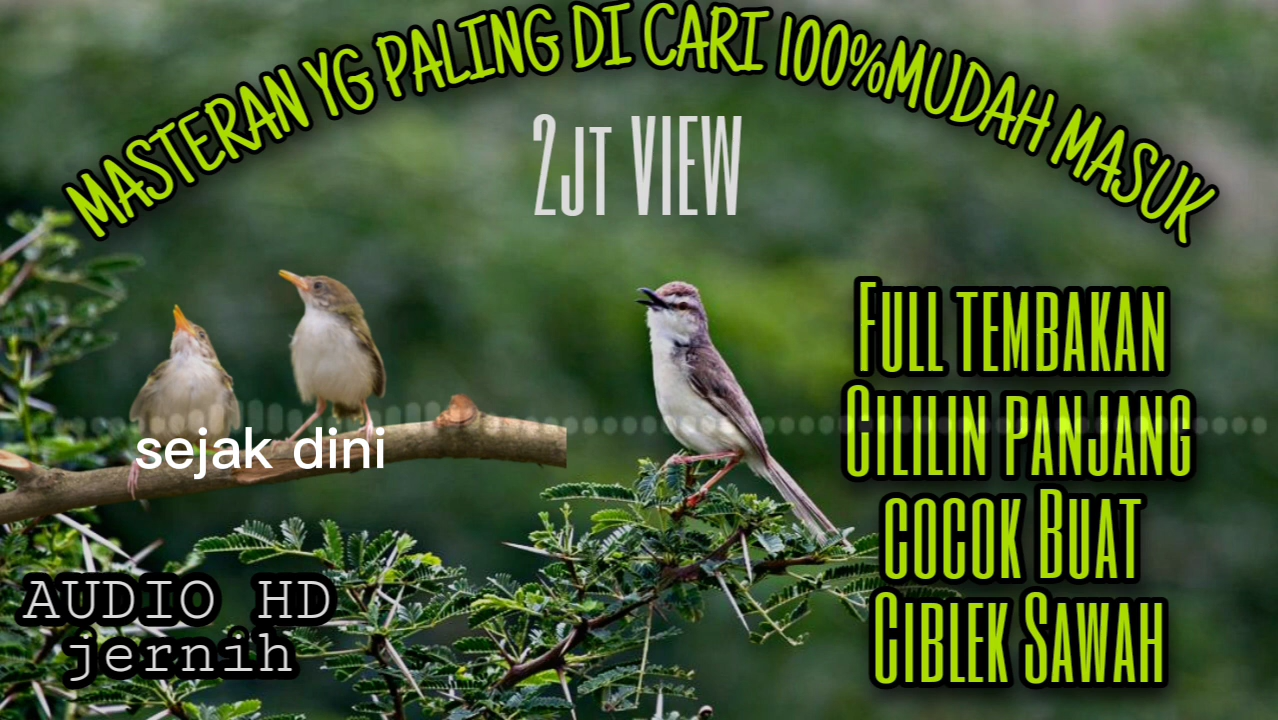 MASTERAN YG PALING DI CARI 100%MUDAH MASUK
2JT VIEW
FULL TEMBAKAN
CILILIN PANJANG
COCOK BUAT
CIBLEK SAWAH
sejak dini
AUDIO HD
jernih